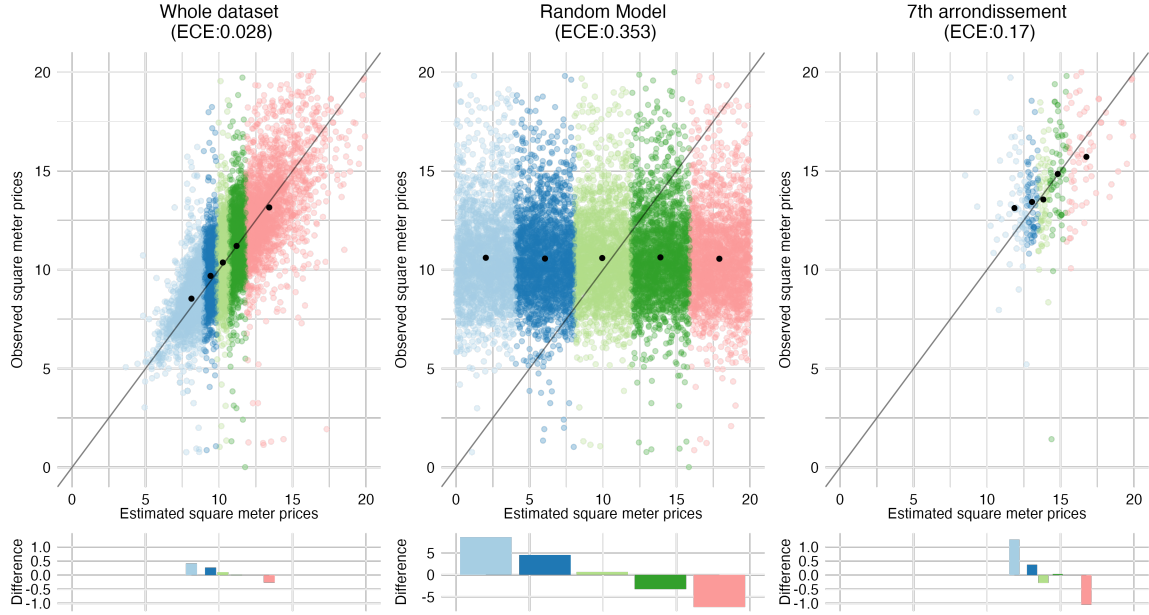 Whole dataset
(ECE:0.028)
Random Model
(ECE:0.353)
7th arrondissement
(ECE:0.17)
Observed square meter prices
20
15
10
5
0
0 5 10 15 20
Estimated square meter prices
Observed square meter prices
20
15
10
5
0
0 5 10 15 20
Estimated square meter prices
Observed square meter prices
20
15
10
5
0
0 5 10 15 20
Estimated square meter prices
Difference
1.0
0.5
0.0
-0.5
-1.0
Difference
5
0
-5
Difference
1.0
0.5
0.0
-0.5
-1.0